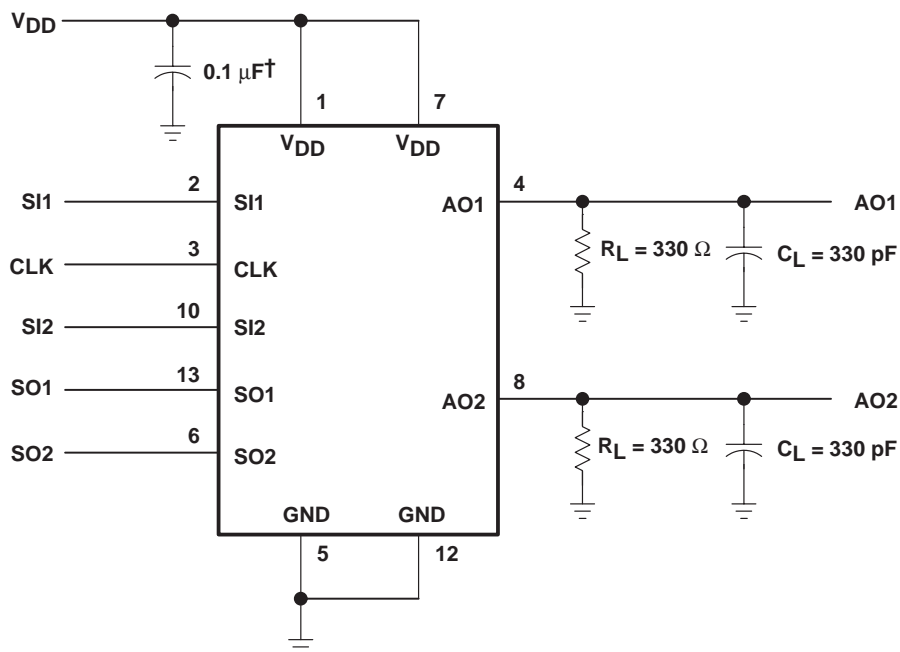 VDD
0.1 μF†
1
7
VDD
VDD
SI1
2
SI1
AO1
4
AO1
CLK
3
CLK
RL = 330 Ω
CL = 330 pF
SI2
10
SI2
SO1
13
SO1
AO2
8
AO2
SO2
6
SO2
RL = 330 Ω
CL = 330 pF
GND
GND
5
12